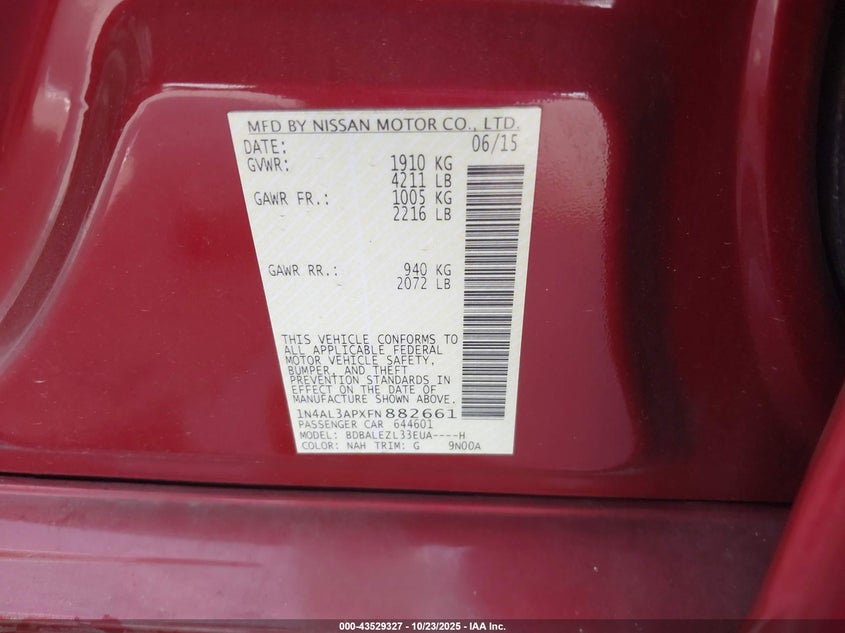 MFD BY NISSAN MOTOR CO., LTD.
DATE: 06/15
GVWR: 1910 KG
4211 LB
GAWR FR.: 1005 KG
2216 LB
GAWR RR.: 940 KG
2072 LB
THIS VEHICLE CONFORMS TO
ALL APPLICABLE FEDERAL
MOTOR VEHICLE SAFETY,
BUMPER, AND THEFT
PREVENTION STANDARDS IN
EFFECT ON THE DATE OF
MANUFACTURE SHOWN ABOVE.
1N4AL3APXFN882661
PASSENGER CAR 644601
MODEL: BDBALEZL33EUA----H
COLOR: NAH TRIM: G 9N00A
000-43529327 - 10/23/2025 - IAA Inc.